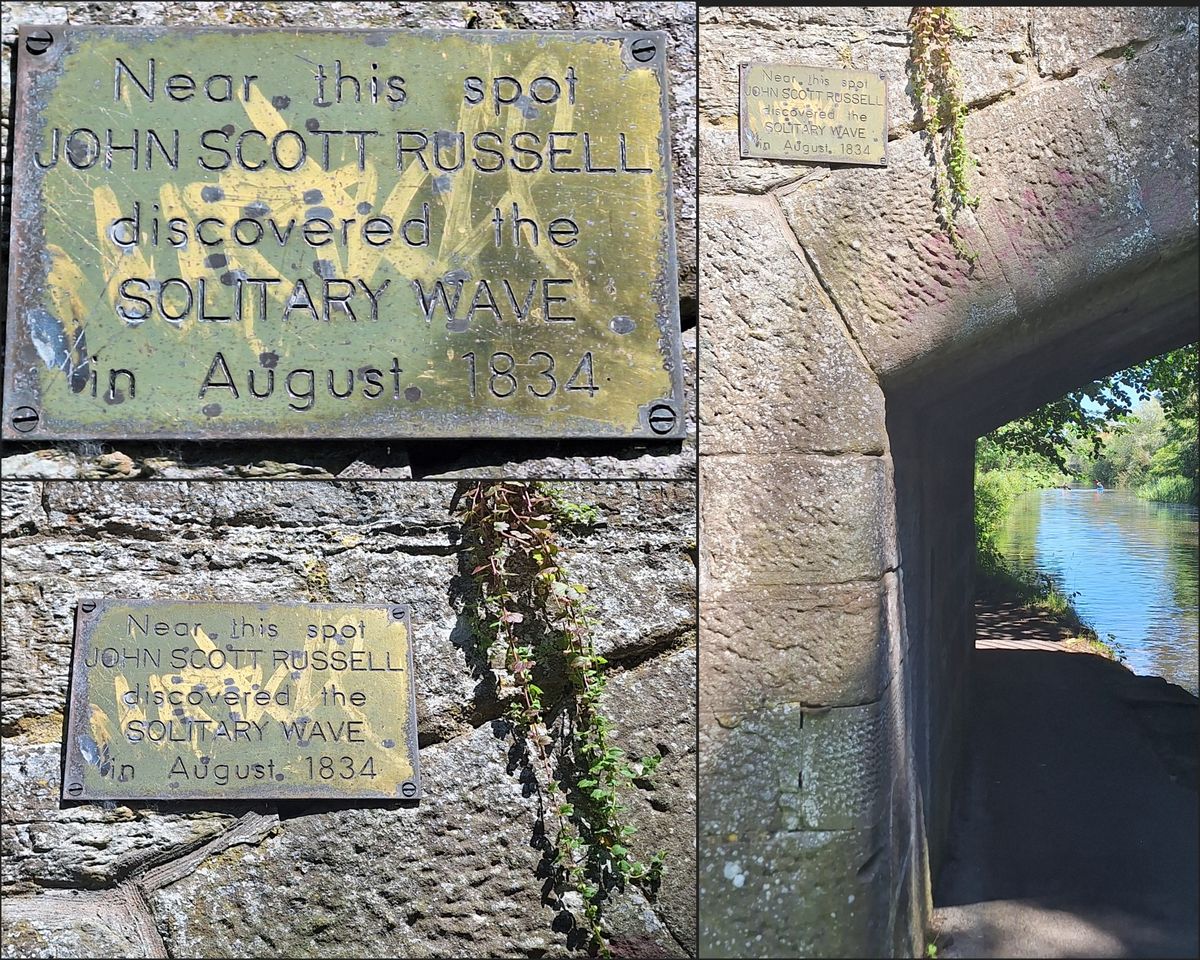 Near this spot
JOHN SCOTT RUSSELL
discovered the
SOLITARY WAVE
in August 1834
Near this spot
JOHN SCOTT RUSSELL
discovered the
SOLITARY WAVE
in August 1834
Near this spot
JOHN SCOTT RUSSELL
discovered the
SOLITARY WAVE
in August 1834